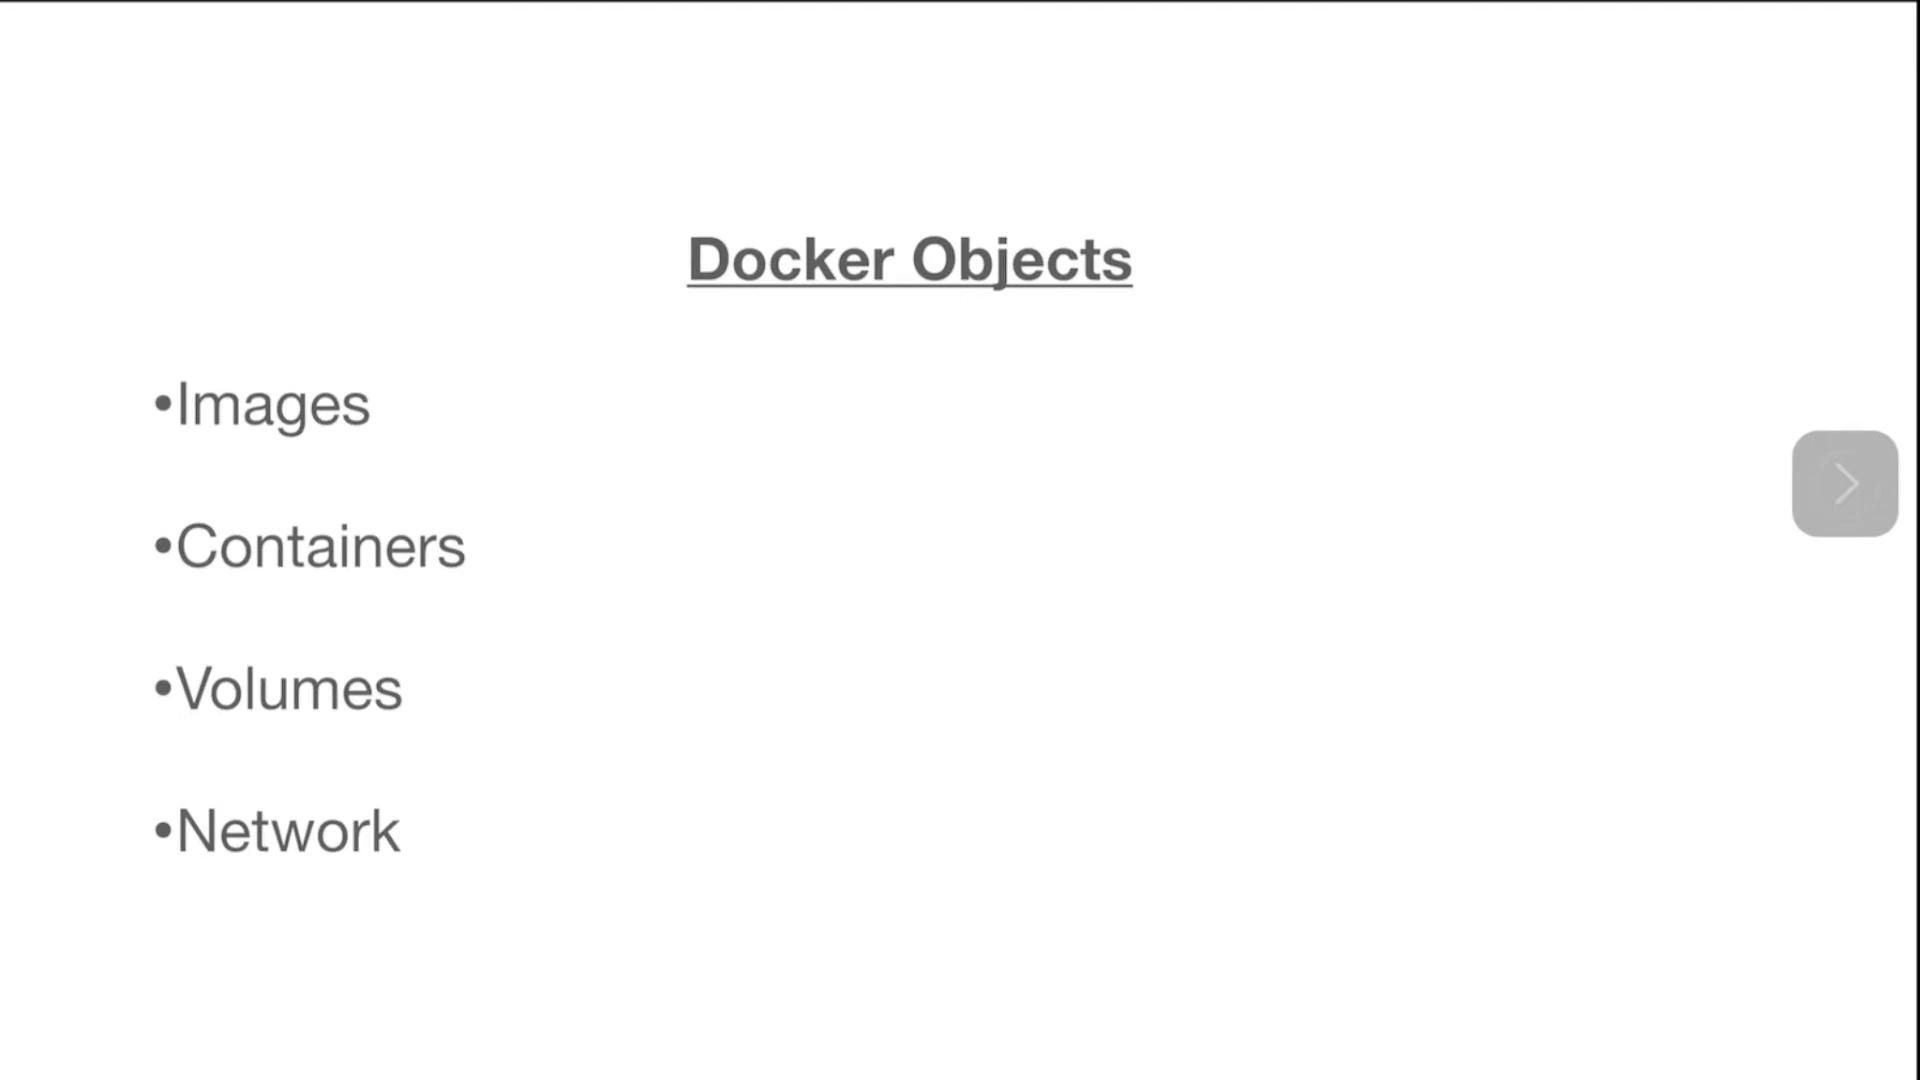 Docker Objects
•Images
•Containers
•Volumes
•Network